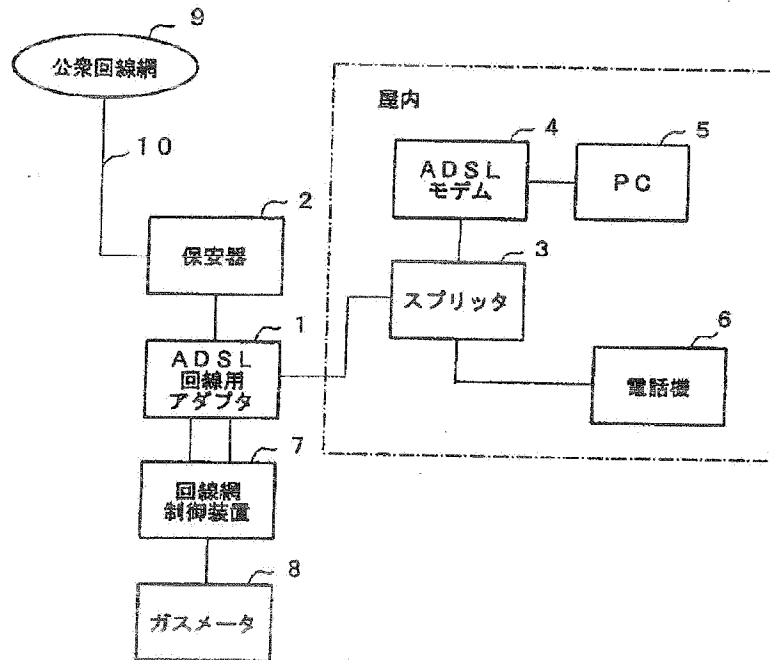 9
公衆回線網
10
屋内
4
ADSL
モデム
5
PC
2
保安器
3
スプリッタ
1
ADSL
回線用
アダプタ
6
電話機
7
回線網
制御装置
8
ガスメータ